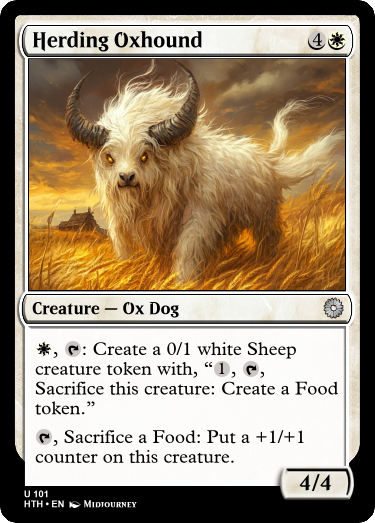 Herding Oxhound 4
Creature — Ox Dog
, : Create a 0/1 white Sheep
creature token with, “1, ,
Sacrifice this creature: Create a Food
token.”
, Sacrifice a Food: Put a +1/+1
counter on this creature.
4/4
U 101
HTH • EN Midjourney